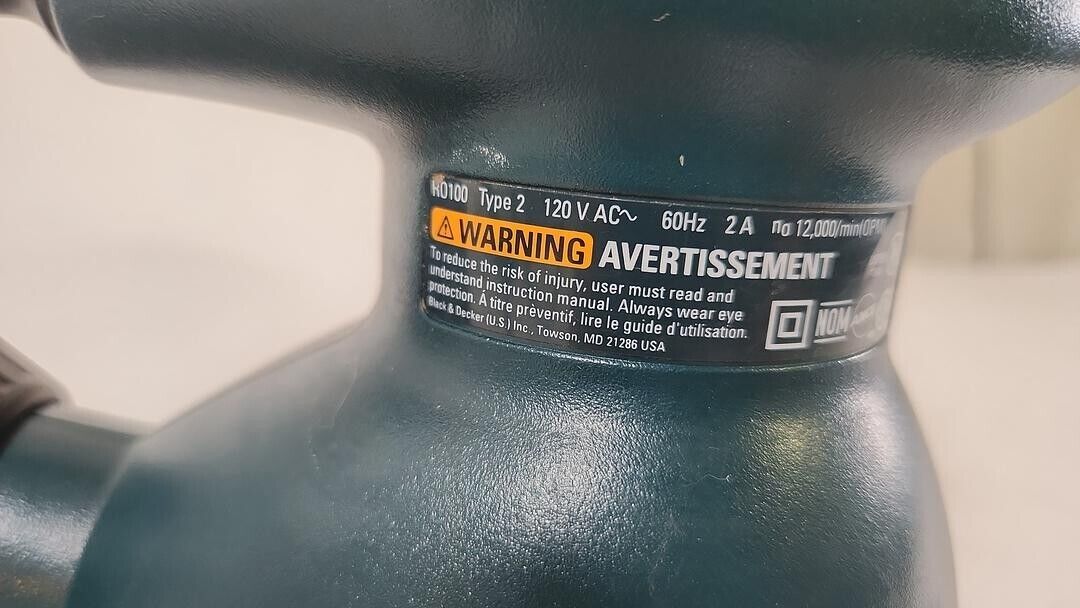 RO100 Type 2 120 V AC~ 60Hz 2 A no 12,000/min(OPM)
⚠ WARNING AVERTISSEMENT
To reduce the risk of injury, user must read and
understand instruction manual. Always wear eye
protection. À titre prèventif, lire le guide d'utilisation.
Black & Decker (U.S.) Inc., Towson, MD 21286 USA
NOM